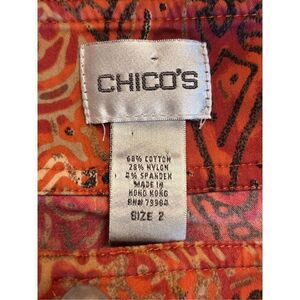 CHICO'S
68% COTTON
28% NYLON
4% SPANDEX
MADE IN
HONG KONG
RN# 79984
SIZE 2